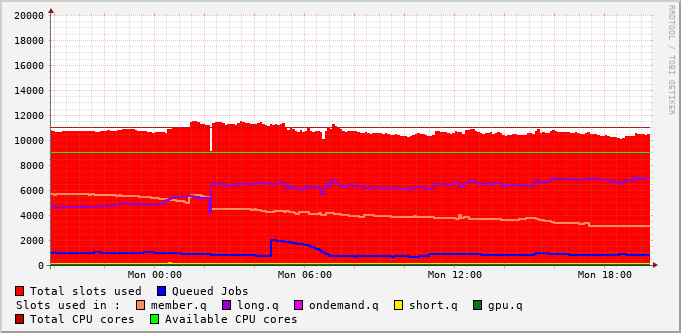 20000
18000
16000
14000
12000
10000
8000
6000
4000
2000
0
Mon 00:00 Mon 06:00 Mon 12:00 Mon 18:00
Total slots used Queued Jobs
Slots used in : member.q long.q ondemand.q short.q gpu.q
Total CPU cores Available CPU cores
RRDTOOL / TOBI OETIKER